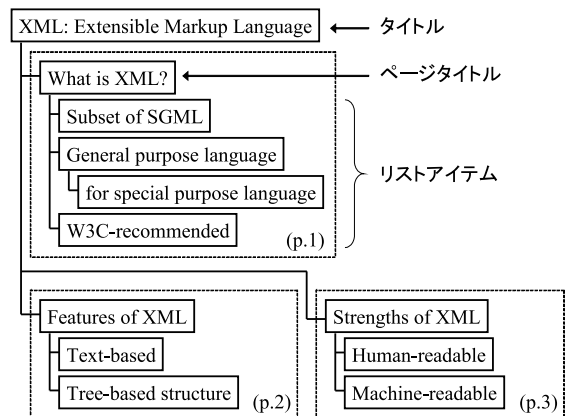 XML: Extensible Markup Language
タイトル
What is XML?
ページタイトル
Subset of SGML
General purpose language
for special purpose language
W3C-recommended
リストアイテム
(p.1)
Features of XML
Text-based
Tree-based structure
(p.2)
Strengths of XML
Human-readable
Machine-readable
(p.3)